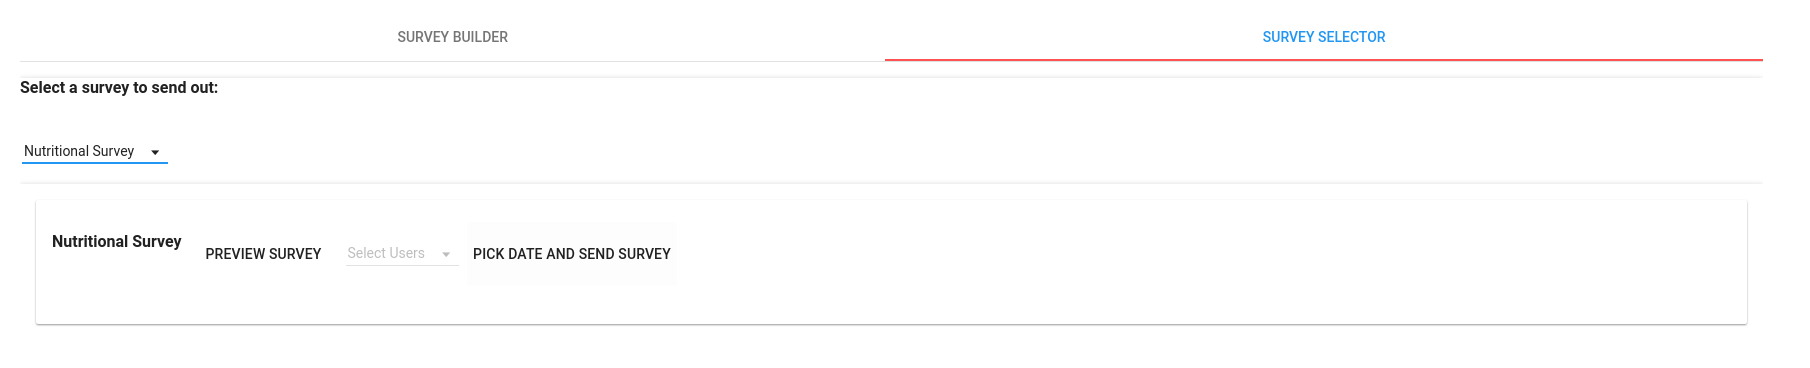 SURVEY BUILDER
SURVEY SELECTOR
Select a survey to send out:
Nutritional Survey
Nutritional Survey
PREVIEW SURVEY
Select Users
PICK DATE AND SEND SURVEY